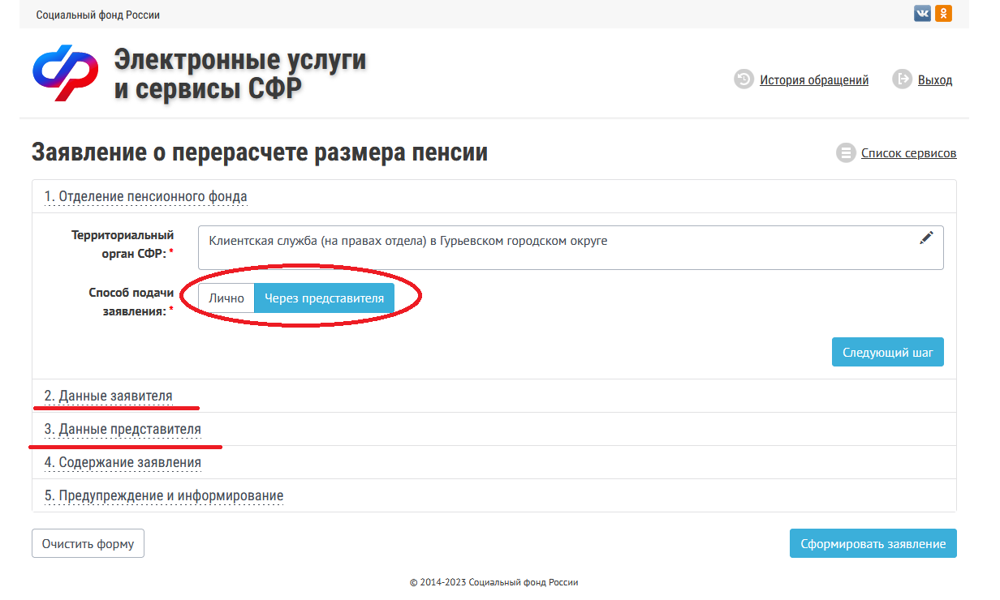 Социальный фонд России
Электронные услуги
и сервисы СФР
История обращений
Выход
Заявление о перерасчете размера пенсии
Список сервисов
1. Отделение пенсионного фонда
Территориальный
орган СФР: *
Клиентская служба (на правах отдела) в Гурьевском городском округе
Способ подачи
заявления: *
Лично
Через представителя
Следующий шаг
2. Данные заявителя
3. Данные представителя
4. Содержание заявления
5. Предупреждение и информирование
Очистить форму
Сформировать заявление
© 2014-2023 Социальный фонд России